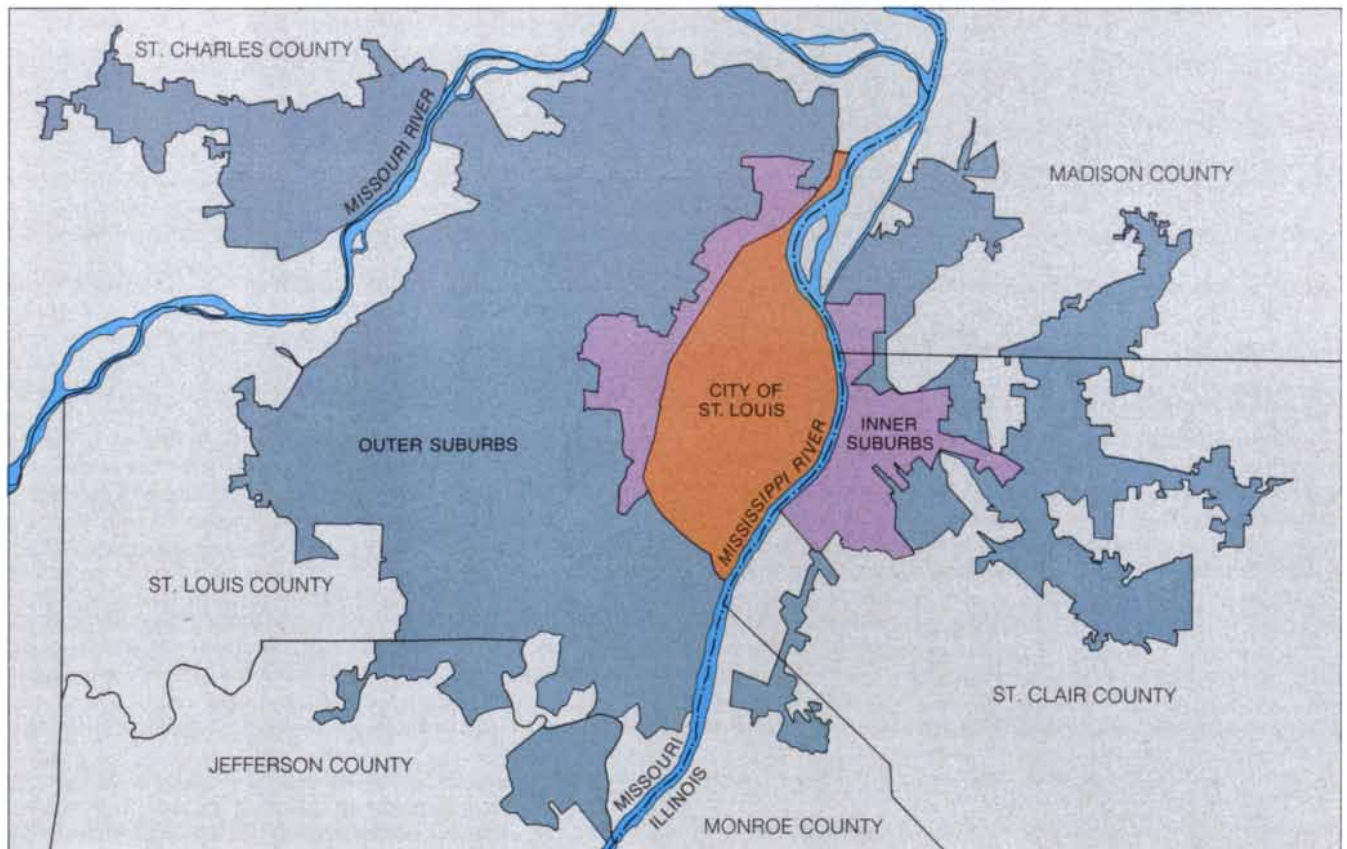 ST. CHARLES COUNTY
MISSOURI RIVER
MADISON COUNTY
CITY OF
ST. LOUIS
INNER
SUBURBS
OUTER SUBURBS
MISSISSIPPI RIVER
ST. LOUIS COUNTY
ST. CLAIR COUNTY
JEFFERSON COUNTY
MISSOURI
ILLINOIS
MONROE COUNTY